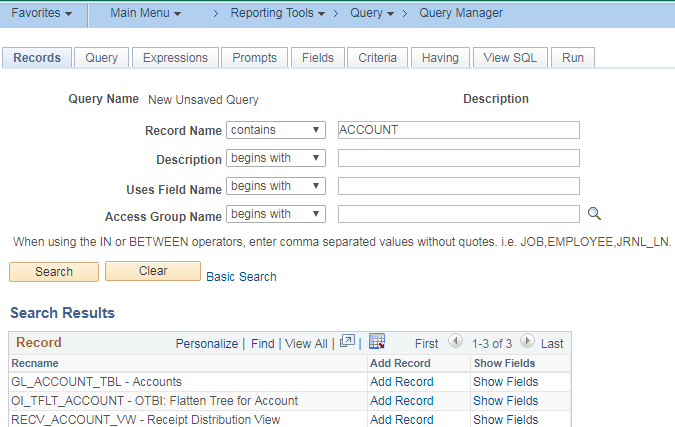 Favorites Main Menu > Reporting Tools > Query > Query Manager
Records Query Expressions Prompts Fields Criteria Having View SQL Run
Query Name New Unsaved Query Description
Record Name contains ACCOUNT
Description begins with
Uses Field Name begins with
Access Group Name begins with
When using the IN or BETWEEN operators, enter comma separated values without quotes. i.e. JOB,EMPLOYEE,JRNL_LN.
Search Clear Basic Search
Search Results
Record Personalize | Find | View All | | First 1-3 of 3 Last
Recname Add Record Show Fields
GL_ACCOUNT_TBL - Accounts Add Record Show Fields
OI_TFLT_ACCOUNT - OTBI: Flatten Tree for Account Add Record Show Fields
RECV_ACCOUNT_VW - Receipt Distribution View Add Record Show Fields